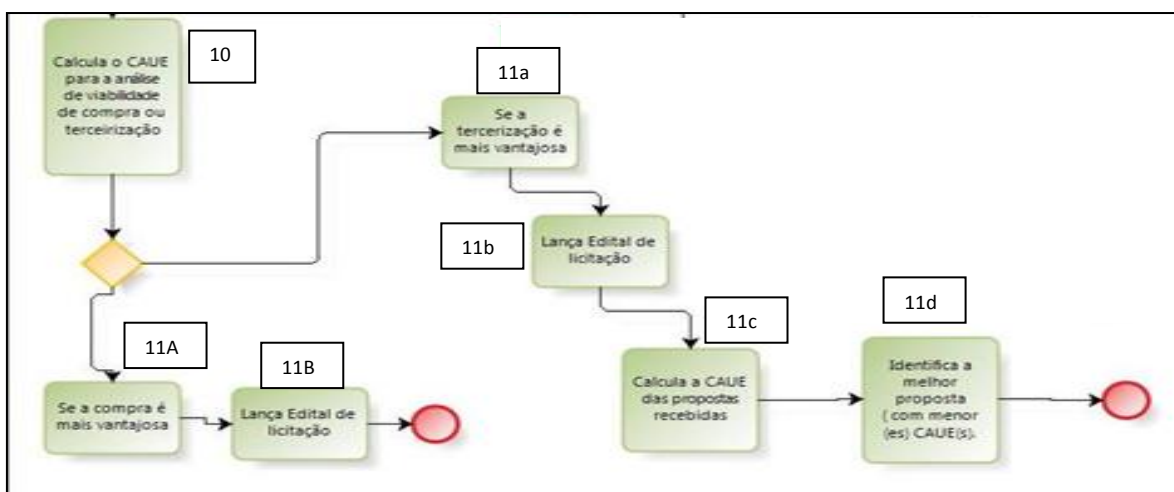 Calcula o CAUE
para a análise
de viabilidade
de compra ou
terceirização
10
11a
Se a
tercerização é
mais vantajosa
11b
Lança Edital de
licitação
11A
Se a compra é
mais vantajosa
11B
Lança Edital de
licitação
11c
Calcula a CAUE
das propostas
recebidas
11d
Identifica a
melhor
proposta
( com menor
(es) CAUE(s).